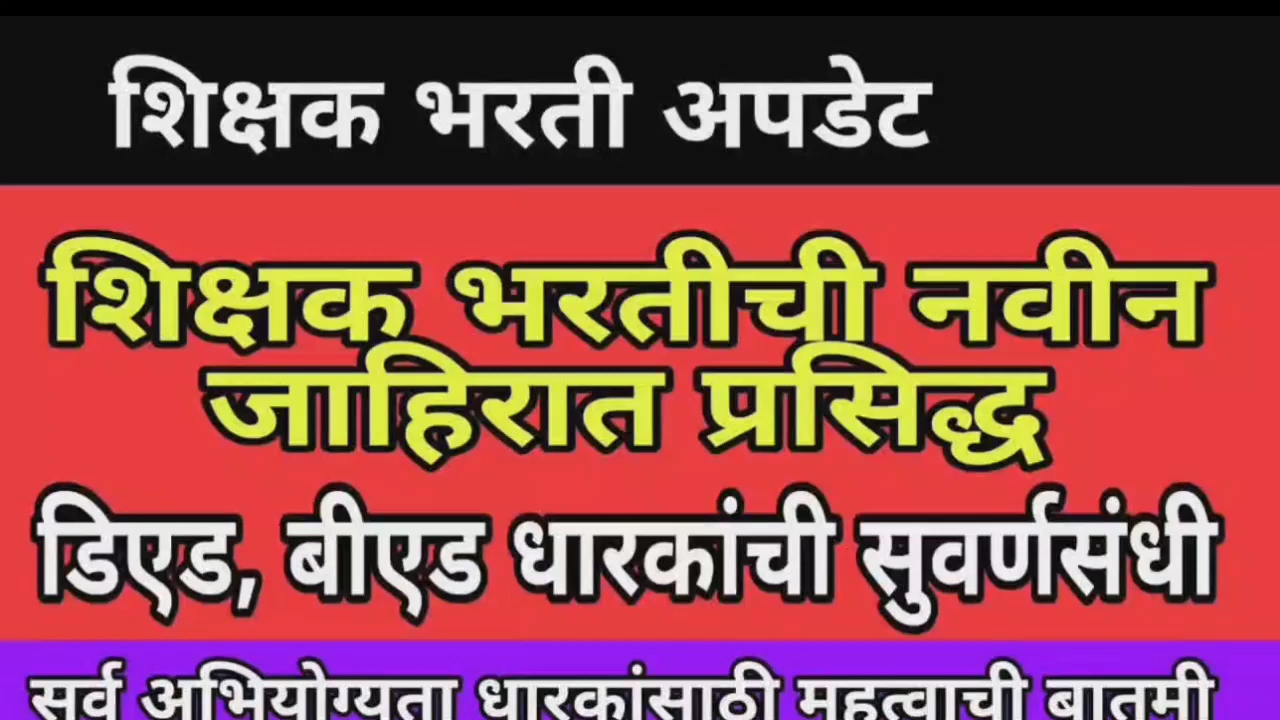 शिक्षक भरती अपडेट
शिक्षक भरतीची नवीन
जाहिरात प्रसिद्ध
डिएड, बीएड धारकांची सुवर्णसंधी
सर्व अभियोग्यता धारकांसाठी महत्वाची बातमी